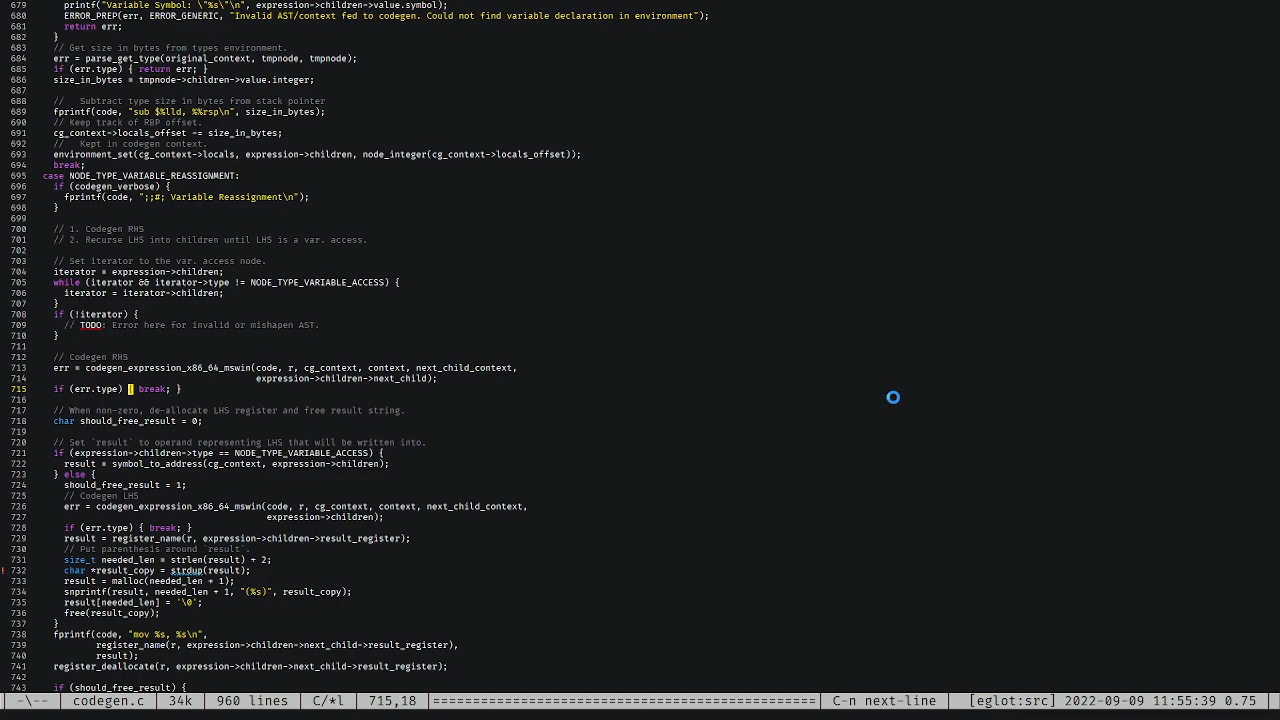 679       printf("Variable Symbol: \"%s\"\n", expression->children->value.symbol);
680       ERROR_PREP(err, ERROR_GENERIC, "Invalid AST/context fed to codegen. Could not find variable declaration in environment");
681       return err;
682     }
683     // Get size in bytes from types environment.
684     err = parse_get_type(original_context, tmpnode, tmpnode);
685     if (err.type) { return err; }
686     size_in_bytes = tmpnode->children->value.integer;
687
688     //   Subtract type size in bytes from stack pointer
689     fprintf(code, "sub $%lld, %%rsp\n", size_in_bytes);
690     // Keep track of RBP offset.
691     cg_context->locals_offset -= size_in_bytes;
692     //   Kept in codegen context.
693     environment_set(cg_context->locals, expression->children, node_integer(cg_context->locals_offset));
694     break;
695   case NODE_TYPE_VARIABLE_REASSIGNMENT:
696     if (codegen_verbose) {
697       fprintf(code, ";;#; Variable Reassignment\n");
698     }
699
700     // 1. Codegen RHS
701     // 2. Recurse LHS into children until LHS is a var. access.
702
703     // Set iterator to the var. access node.
704     iterator = expression->children;
705     while (iterator && iterator->type != NODE_TYPE_VARIABLE_ACCESS) {
706       iterator = iterator->children;
707     }
708     if (!iterator) {
709       // TODO: Error here for invalid or mishapen AST.
710     }
711
712     // Codegen RHS
713     err = codegen_expression_x86_64_mswin(code, r, cg_context, context, next_child_context,
714                                           expression->children->next_child);
715     if (err.type) { break; }
716
717     // When non-zero, de-allocate LHS register and free result string.
718     char should_free_result = 0;
719
720     // Set `result` to operand representing LHS that will be written into.
721     if (expression->children->type == NODE_TYPE_VARIABLE_ACCESS) {
722       result = symbol_to_address(cg_context, expression->children);
723     } else {
724       should_free_result = 1;
725       // Codegen LHS
726       err = codegen_expression_x86_64_mswin(code, r, cg_context, context, next_child_context,
727                                             expression->children);
728       if (err.type) { break; }
729       result = register_name(r, expression->children->result_register);
730       // Put parenthesis around `result`.
731       size_t needed_len = strlen(result) + 2;
! 732       char *result_copy = strdup(result);
733       result = malloc(needed_len + 1);
734       snprintf(result, needed_len + 1, "(%s)", result_copy);
735       result[needed_len] = '\0';
736       free(result_copy);
737     }
738     fprintf(code, "mov %s, %s\n",
739             register_name(r, expression->children->next_child->result_register),
740             result);
741     register_deallocate(r, expression->children->next_child->result_register);
742
743     if (should_free_result) {
-\-- codegen.c 34k 960 lines C/*l 715,18 ==================================================== C-n next-line [eglot:src] 2022-09-09 11:55:39 0.75